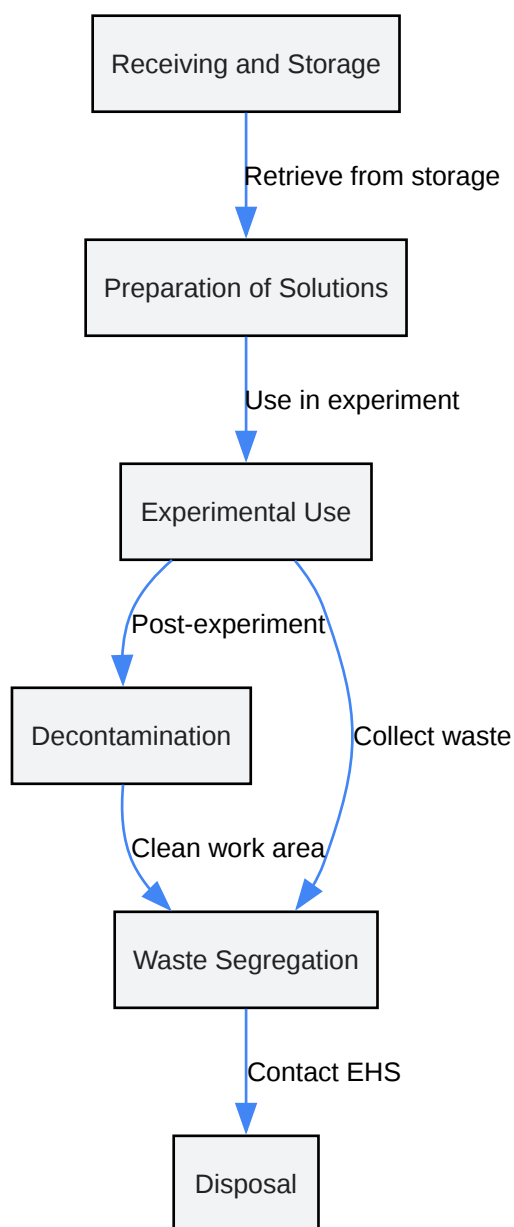 Receiving and Storage
Retrieve from storage
Preparation of Solutions
Use in experiment
Experimental Use
Post-experiment
Decontamination
Collect waste
Clean work area
Waste Segregation
Contact EHS
Disposal